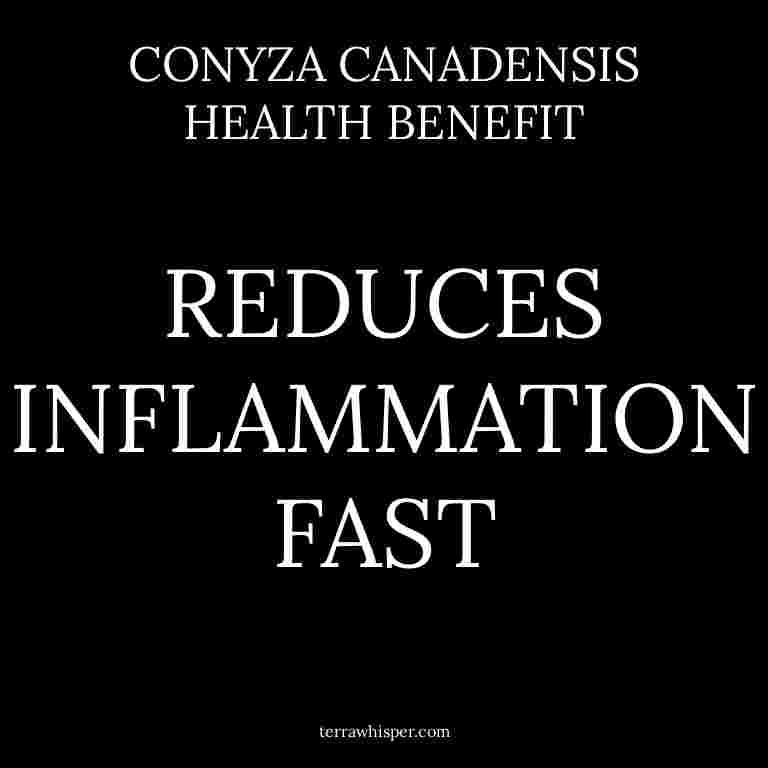 CONYZA CANADENSIS
HEALTH BENEFIT
REDUCES
INFLAMMATION
FAST
terrawhisper.com